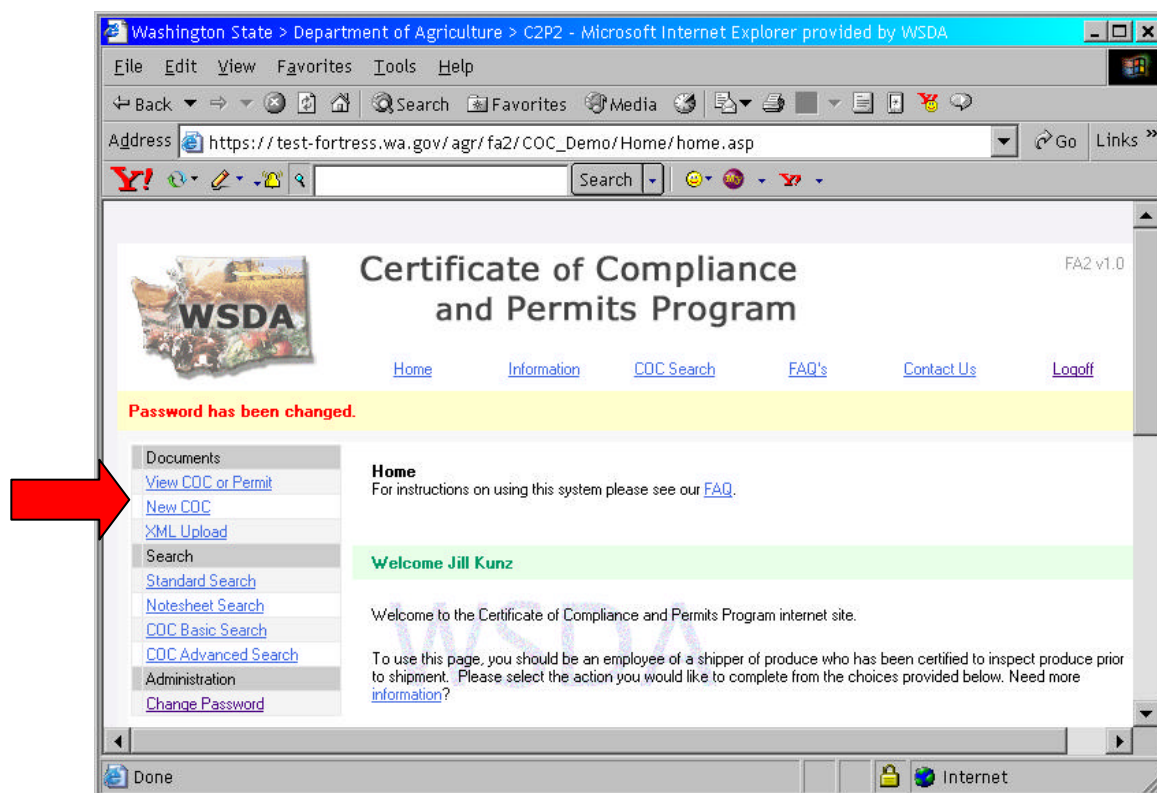 Washington State > Department of Agriculture > C2P2 - Microsoft Internet Explorer provided by WSDA
File Edit View Favorites Tools Help
Back Search Favorites Media
Address https://test-fortress.wa.gov/agr/fa2/COC_Demo/Home/home.asp Go Links »
Y! Search
WSDA
Certificate of Compliance
and Permits Program
FA2 v1.0
Home Information COC Search FAQ's Contact Us Logoff
Password has been changed.
Documents
View COC or Permit
New COC
XML Upload
Search
Standard Search
Notesheet Search
COC Basic Search
COC Advanced Search
Administration
Change Password
Home
For instructions on using this system please see our FAQ.
Welcome Jill Kunz
WSDA
Welcome to the Certificate of Compliance and Permits Program internet site.
To use this page, you should be an employee of a shipper of produce who has been certified to inspect produce prior
to shipment. Please select the action you would like to complete from the choices provided below. Need more
information?
Done Internet